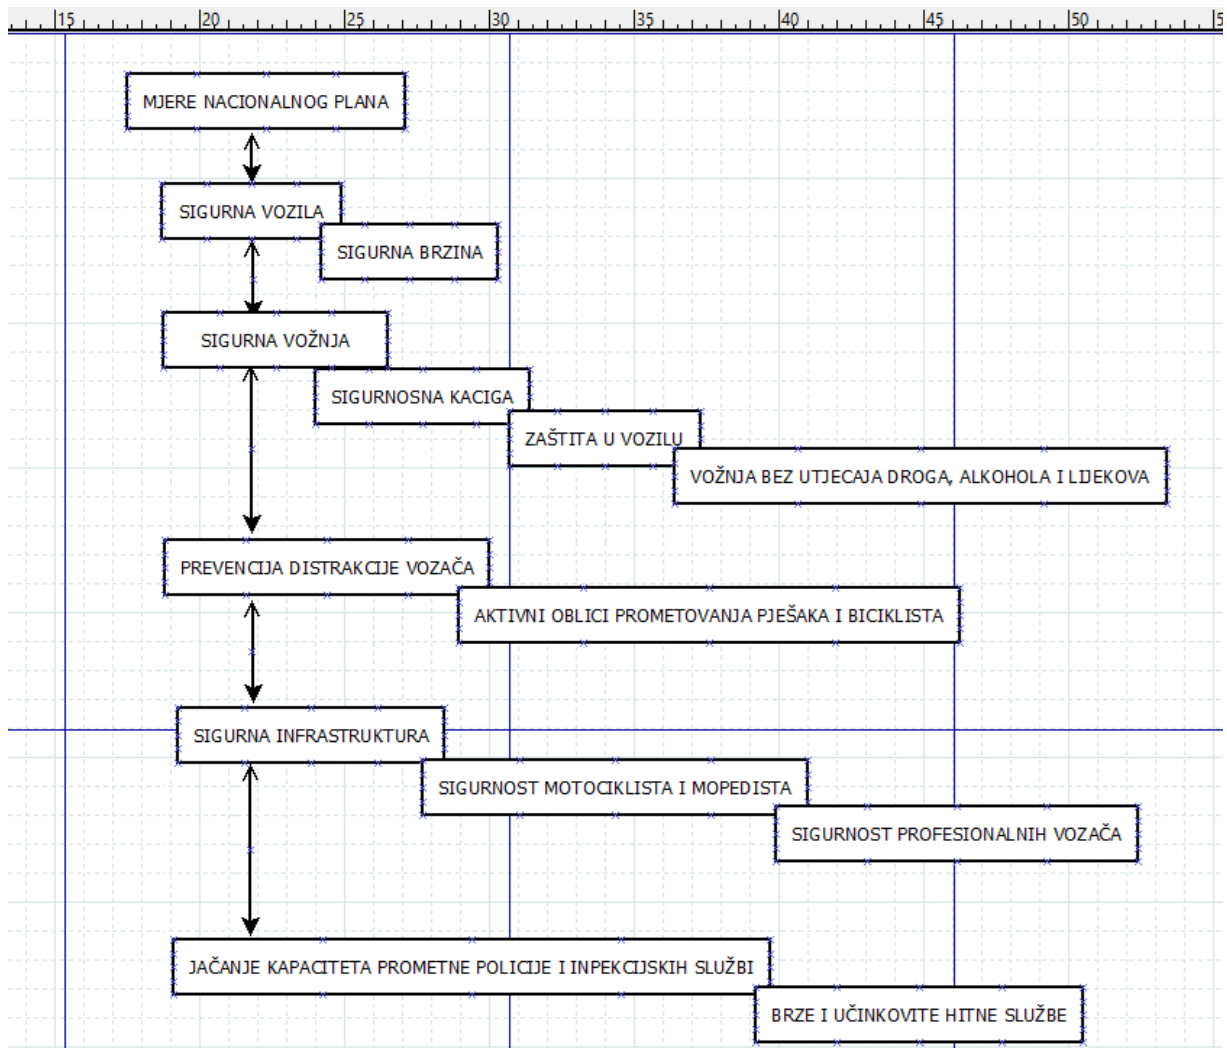 15 20 25 30 35 40 45 50 55
MJERE NACIONALNOG PLANA
SIGURNA VOZILA
SIGURNA BRZINA
SIGURNA VOŽNJA
SIGURNOSNA KACIGA
ZAŠTITA U VOZILU
VOŽNJA BEZ UTJECAJA DROGA, ALKOHOLA I LIJEKOVA
PREVENCIJA DISTRAKCIJE VOZAČA
AKTIVNI OBLICI PROMETOVANJA PJEŠAKA I BICIKLISTA
SIGURNA INFRASTRUKTURA
SIGURNOST MOTOCIKLISTA I MOPEDISTA
SIGURNOST PROFESIONALNIH VOZAČA
JAČANJE KAPACITETA PROMETNE POLICIJE I INPEKCIJSKIH SLUŽBI
BRZE I UČINKOVITE HITNE SLUŽBE